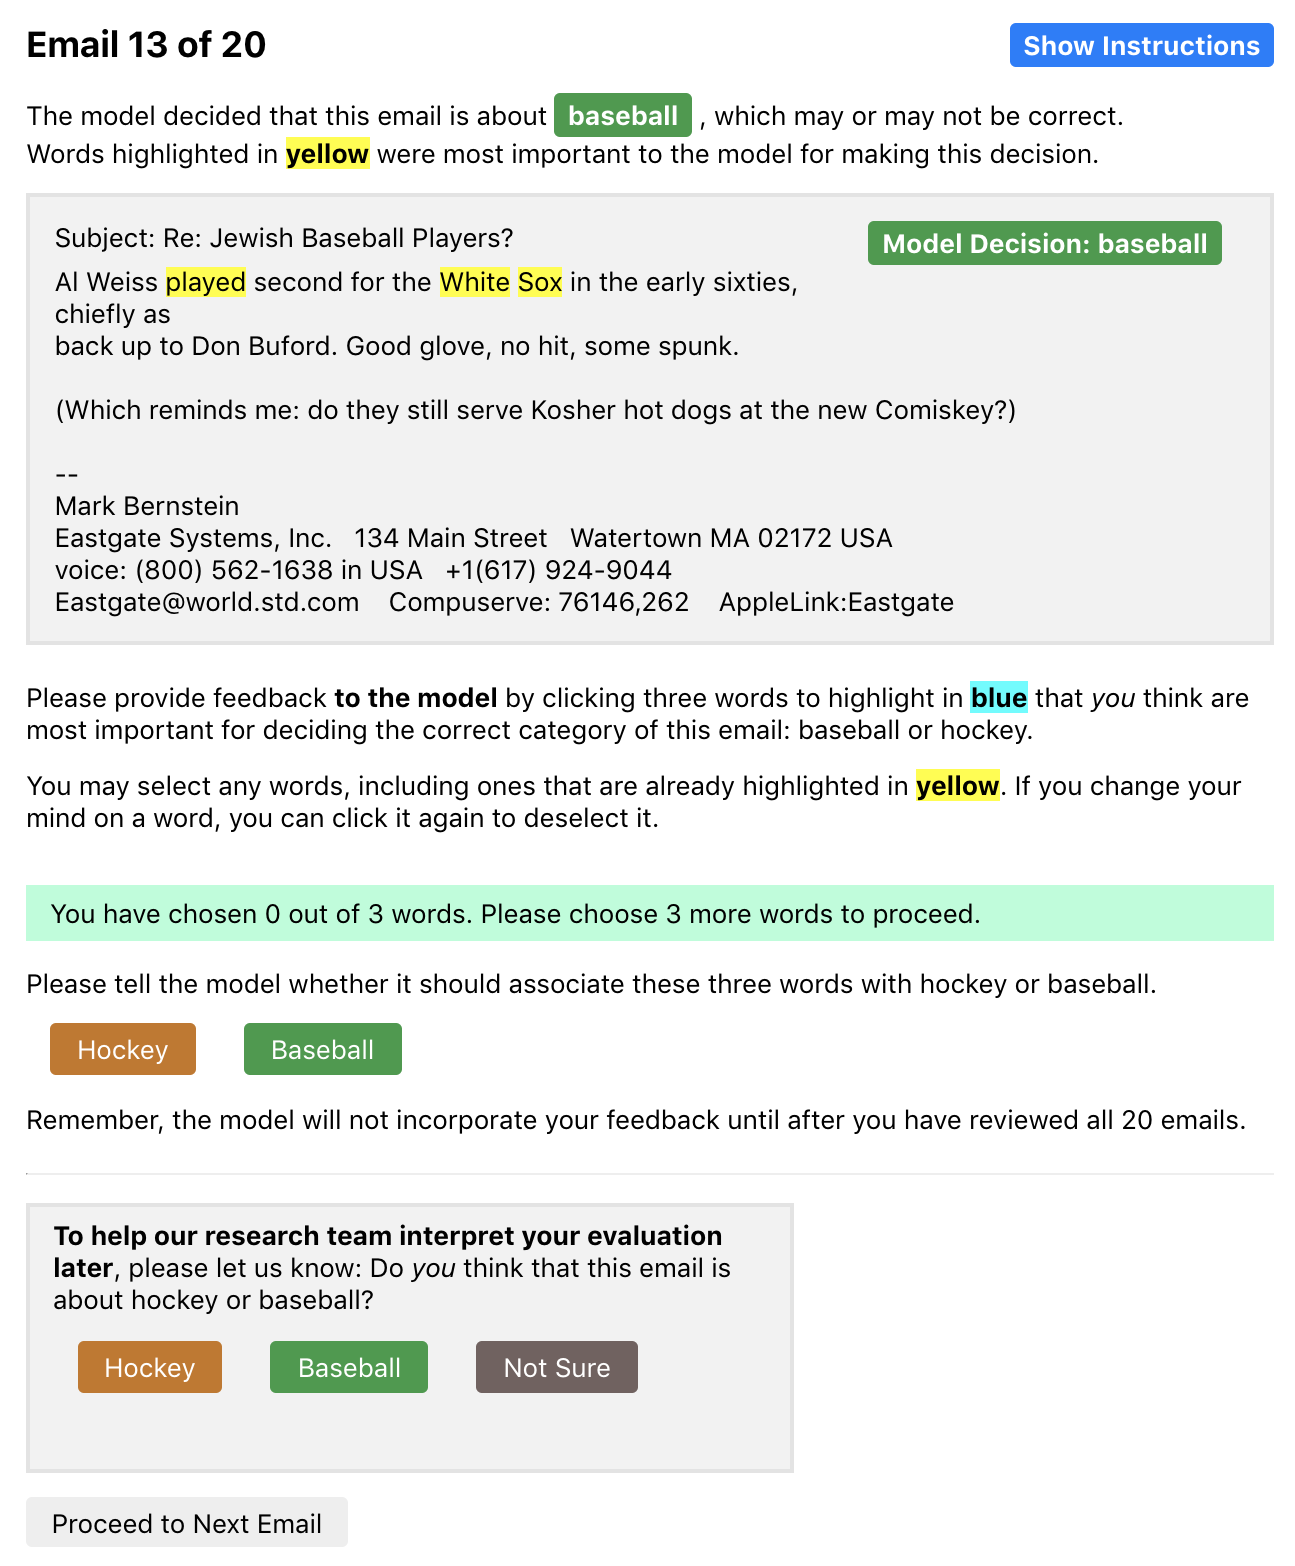 Email 13 of 20
Show Instructions
The model decided that this email is about baseball , which may or may not be correct.
Words highlighted in yellow were most important to the model for making this decision.
Subject: Re: Jewish Baseball Players?
Model Decision: baseball
Al Weiss played second for the White Sox in the early sixties,
chiefly as
back up to Don Buford. Good glove, no hit, some spunk.
(Which reminds me: do they still serve Kosher hot dogs at the new Comiskey?)
--
Mark Bernstein
Eastgate Systems, Inc. 134 Main Street Watertown MA 02172 USA
voice: (800) 562-1638 in USA +1(617) 924-9044
Eastgate@world.std.com Compuserve: 76146,262 AppleLink:Eastgate
Please provide feedback to the model by clicking three words to highlight in blue that you think are
most important for deciding the correct category of this email: baseball or hockey.
You may select any words, including ones that are already highlighted in yellow. If you change your
mind on a word, you can click it again to deselect it.
You have chosen 0 out of 3 words. Please choose 3 more words to proceed.
Please tell the model whether it should associate these three words with hockey or baseball.
Hockey Baseball
Remember, the model will not incorporate your feedback until after you have reviewed all 20 emails.
To help our research team interpret your evaluation
later, please let us know: Do you think that this email is
about hockey or baseball?
Hockey Baseball Not Sure
Proceed to Next Email